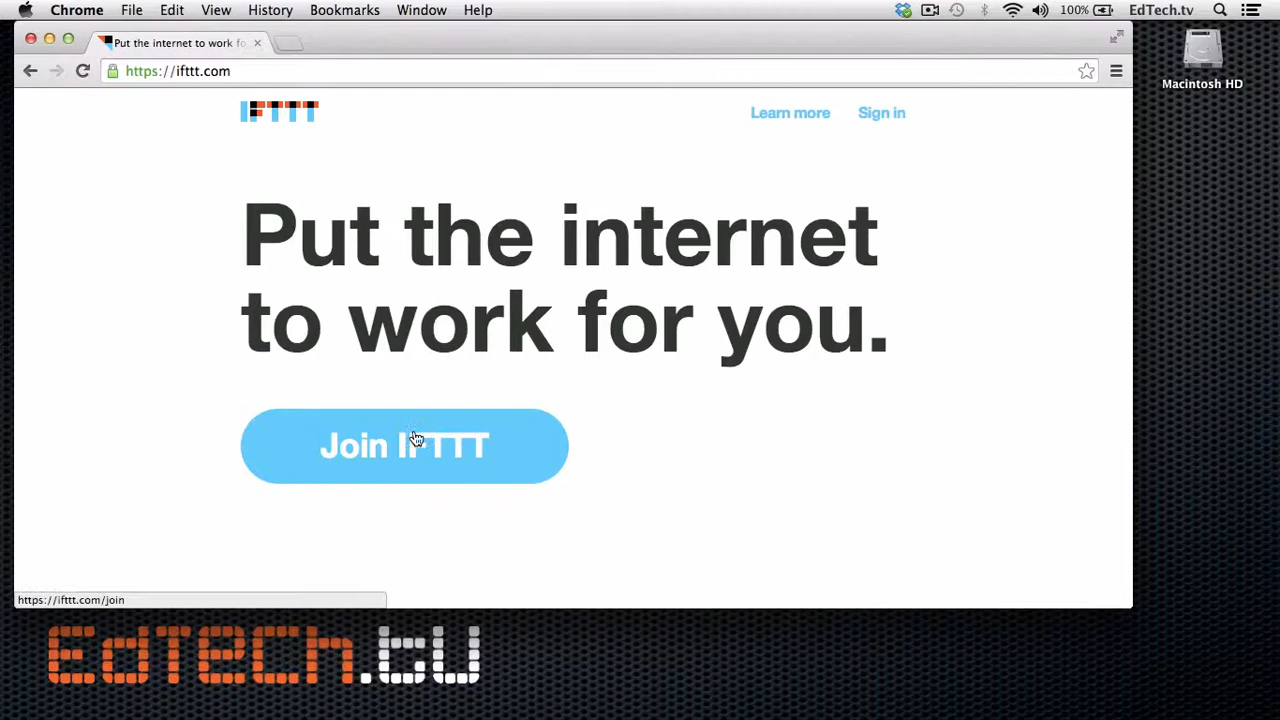 Chrome File Edit View History Bookmarks Window Help 100% EdTech.tv
Put the internet to work fo
https://ifttt.com
Macintosh HD
IFTTT Learn more Sign in
Put the internet
to work for you.
Join IFTTT
https://ifttt.com/join
EdTech.tv